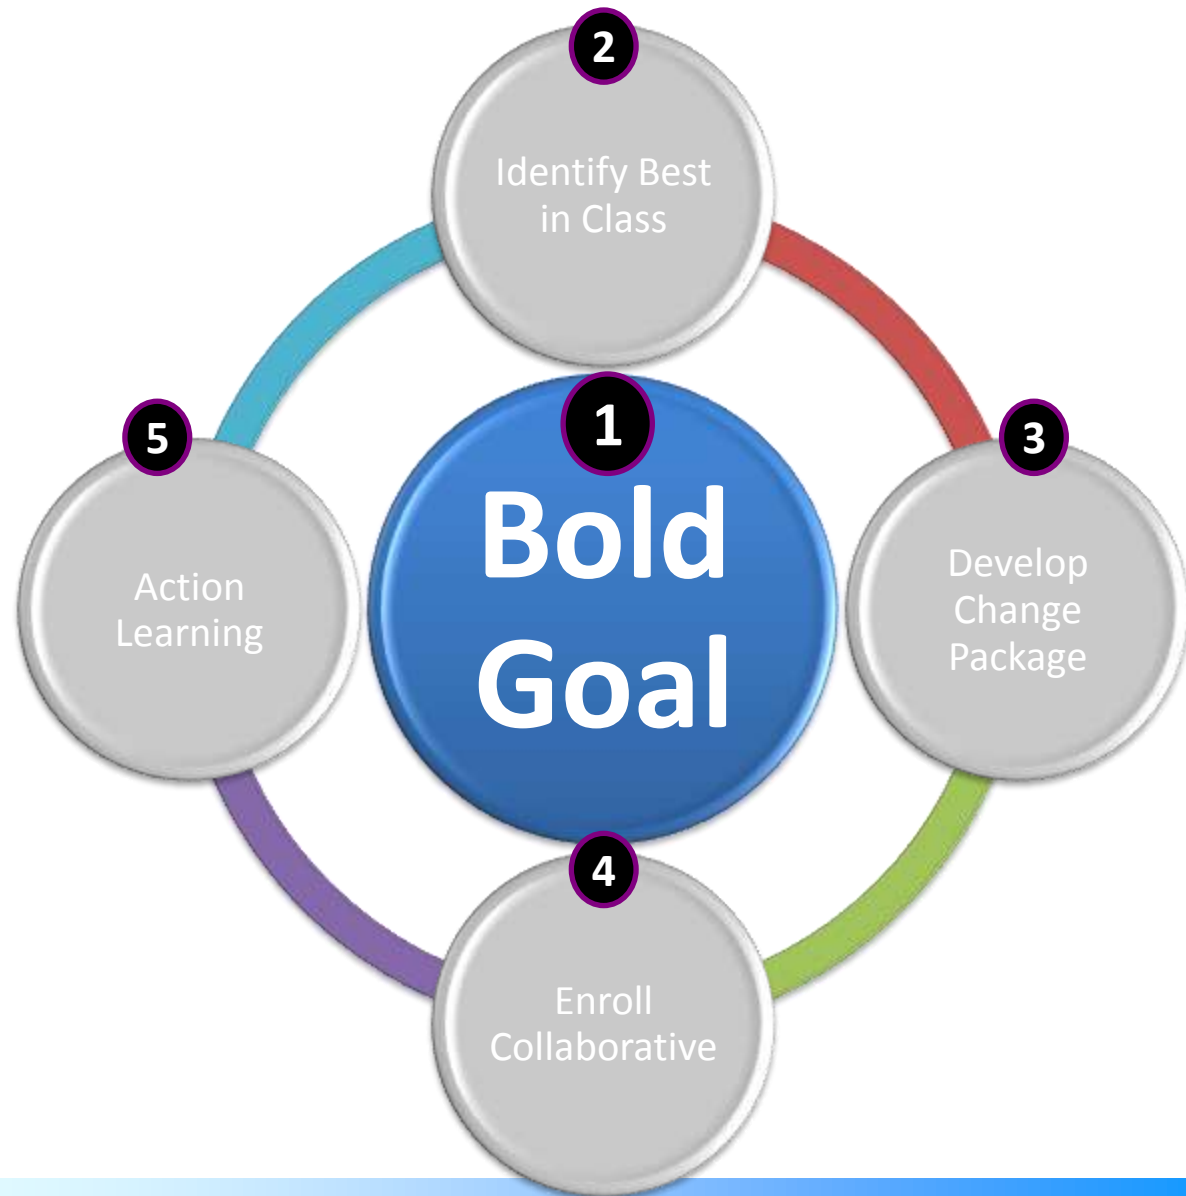 1
Bold
Goal
2
Identify Best
in Class
3
Develop
Change
Package
4
Enroll
Collaborative
5
Action
Learning